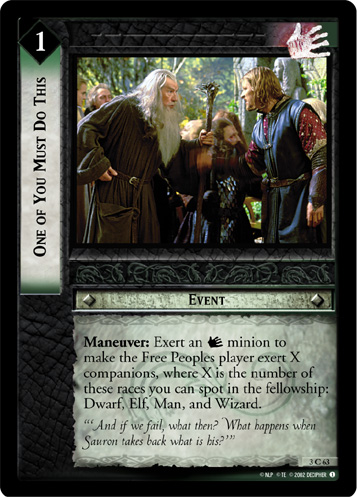 1
One of You Must Do This
Event
Maneuver: Exert an minion to
make the Free Peoples player exert X
companions, where X is the number of
these races you can spot in the fellowship:
Dwarf, Elf, Man, and Wizard.
“‘And if we fail, what then? What happens when
Sauron takes back what is his?’”
3 C 63
© NLP © TE © 2002 DECIPHER